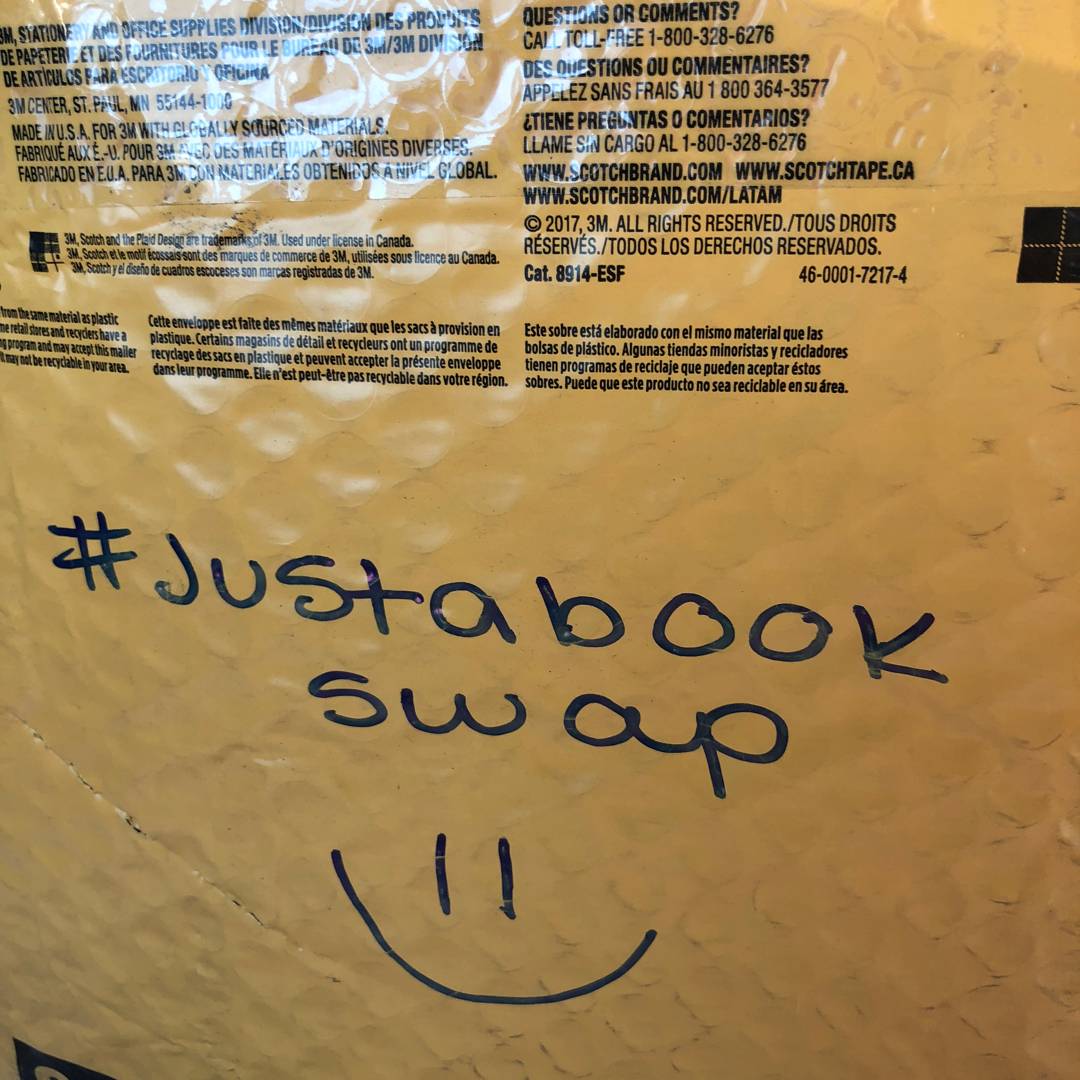 3M, STATIONERY AND OFFICE SUPPLIES DIVISION/DIVISION DES PRODUITS
DE PAPETERIE ET DES FOURNITURES POUR LE BUREAU DE 3M/3M DIVISION
DE ARTÍCULOS PARA ESCRITORIO Y OFICINA
3M CENTER, ST. PAUL, MN 55144-1000
MADE IN U.S.A. FOR 3M WITH GLOBALLY SOURCED MATERIALS.
FABRIQUÉ AUX É.-U. POUR 3M AVEC DES MATÉRIAUX D'ORIGINES DIVERSES.
FABRICADO EN E.U.A. PARA 3M CON MATERIALES OBTENIDOS A NIVEL GLOBAL.
3M, Scotch and the Plaid Design are trademarks of 3M. Used under license in Canada.
3M, Scotch et le motif écossais sont des marques de commerce de 3M, utilisées sous licence au Canada.
3M, Scotch y el diseño de cuadros escoceses son marcas registradas de 3M.
QUESTIONS OR COMMENTS?
CALL TOLL-FREE 1-800-328-6276
DES QUESTIONS OU COMMENTAIRES?
APPELEZ SANS FRAIS AU 1 800 364-3577
¿TIENE PREGUNTAS O COMENTARIOS?
LLAME SIN CARGO AL 1-800-328-6276
WWW.SCOTCHBRAND.COM WWW.SCOTCHTAPE.CA
WWW.SCOTCHBRAND.COM/LATAM
© 2017, 3M. ALL RIGHTS RESERVED./TOUS DROITS
RÉSERVÉS./TODOS LOS DERECHOS RESERVADOS.
Cat. 8914-ESF 46-0001-7217-4
from the same material as plastic
retail stores and recyclers have a
program and may accept this mailer
may not be recyclable in your area.
Cette enveloppe est faite des mêmes matériaux que les sacs à provision en
plastique. Certains magasins de détail et recycleurs ont un programme de
recyclage des sacs en plastique et peuvent accepter la présente enveloppe
dans leur programme. Elle n'est peut-être pas recyclable dans votre région.
Este sobre está elaborado con el mismo material que las
bolsas de plástico. Algunas tiendas minoristas y recicladores
tienen programas de reciclaje que pueden aceptar éstos
sobres. Puede que este producto no sea reciclable en su área.
#Justabook
swap